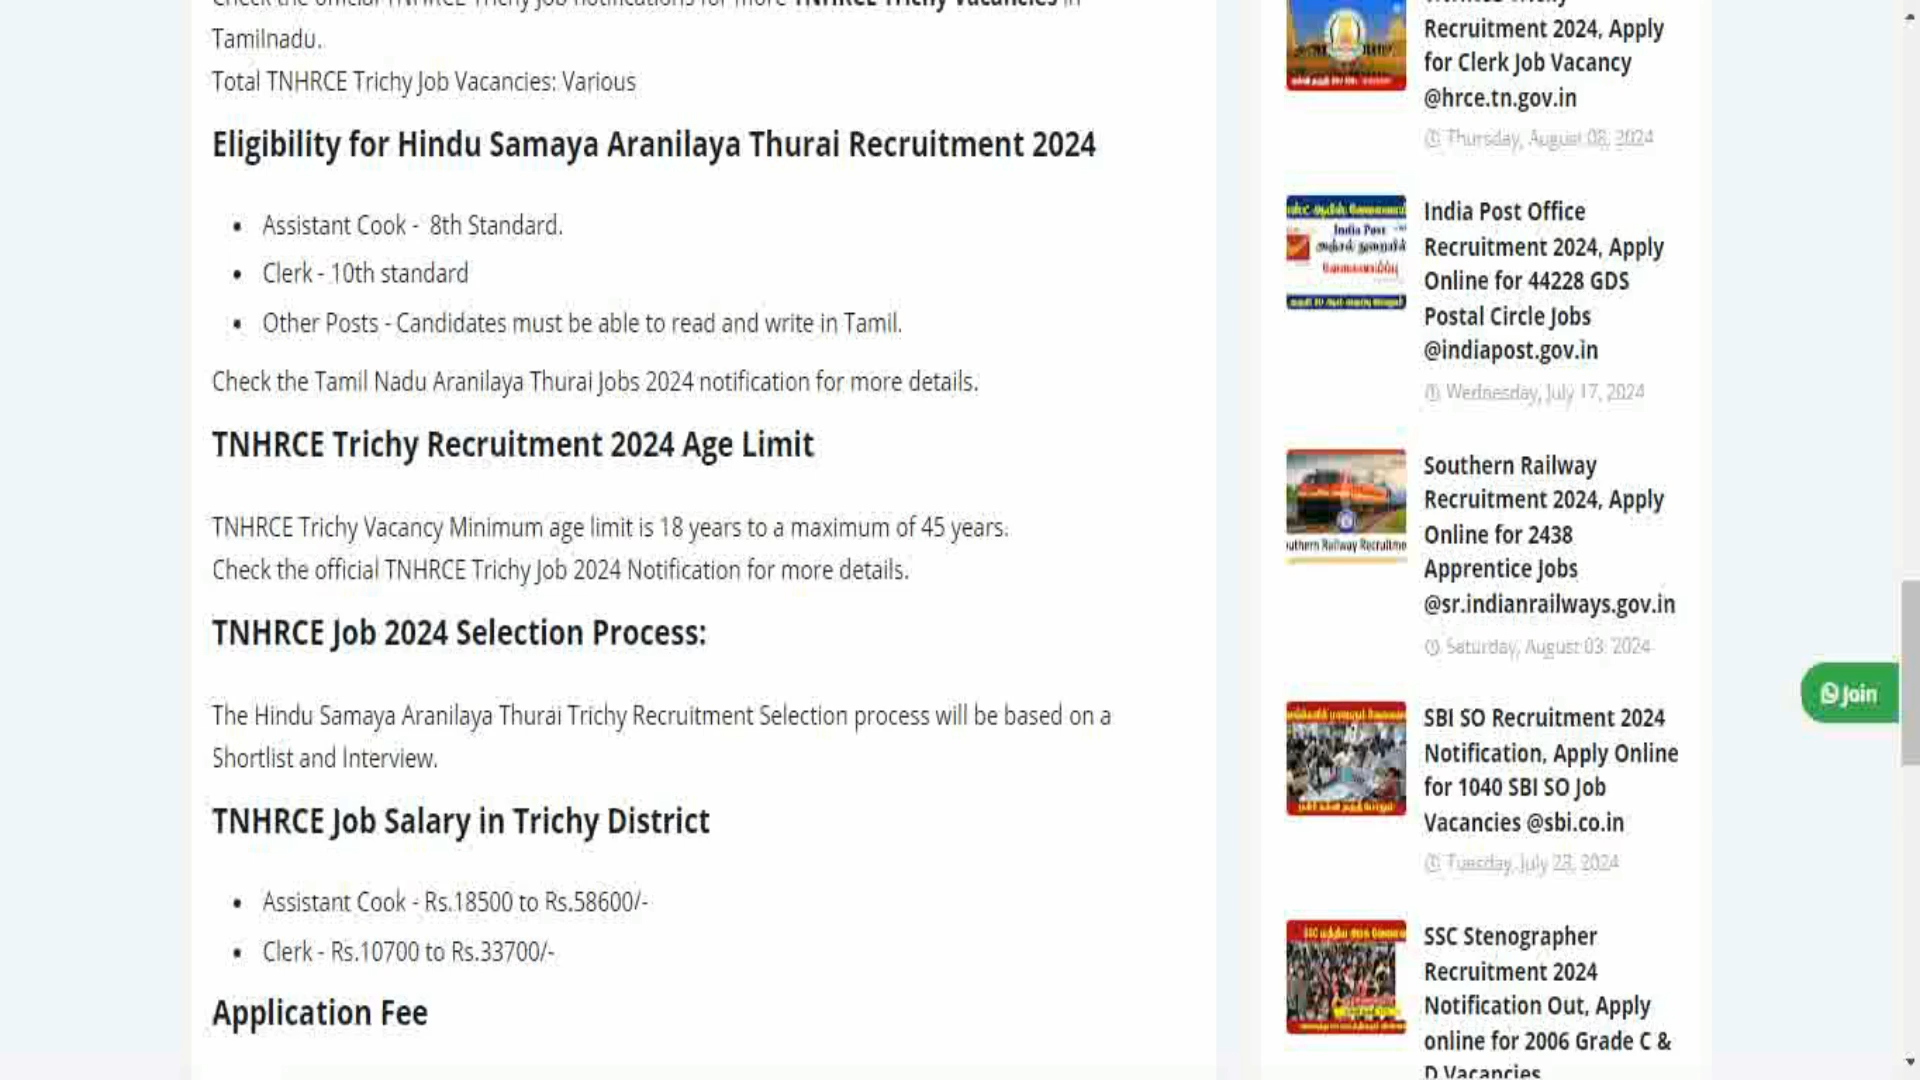 Tamilnadu.
Total TNHRCE Trichy Job Vacancies: Various
Eligibility for Hindu Samaya Aranilaya Thurai Recruitment 2024
• Assistant Cook - 8th Standard.
• Clerk - 10th standard
• Other Posts - Candidates must be able to read and write in Tamil.
Check the Tamil Nadu Aranilaya Thurai Jobs 2024 notification for more details.
TNHRCE Trichy Recruitment 2024 Age Limit
TNHRCE Trichy Vacancy Minimum age limit is 18 years to a maximum of 45 years.
Check the official TNHRCE Trichy Job 2024 Notification for more details.
TNHRCE Job 2024 Selection Process:
The Hindu Samaya Aranilaya Thurai Trichy Recruitment Selection process will be based on a
Shortlist and Interview.
TNHRCE Job Salary in Trichy District
• Assistant Cook - Rs.18500 to Rs.58600/-
• Clerk - Rs.10700 to Rs.33700/-
Application Fee
Recruitment 2024, Apply
for Clerk Job Vacancy
@hrce.tn.gov.in
Thursday, August 08, 2024
India Post
India Post Office
Recruitment 2024, Apply
Online for 44228 GDS
Postal Circle Jobs
@indiapost.gov.in
Wednesday, July 17, 2024
Southern Railway
Recruitment 2024, Apply
Online for 2438
Apprentice Jobs
@sr.indianrailways.gov.in
Saturday, August 03, 2024
SBI SO Recruitment 2024
Notification, Apply Online
for 1040 SBI SO Job
Vacancies @sbi.co.in
Tuesday, July 23, 2024
SSC Stenographer
Recruitment 2024
Notification Out, Apply
online for 2006 Grade C &
D Vacancies
Join